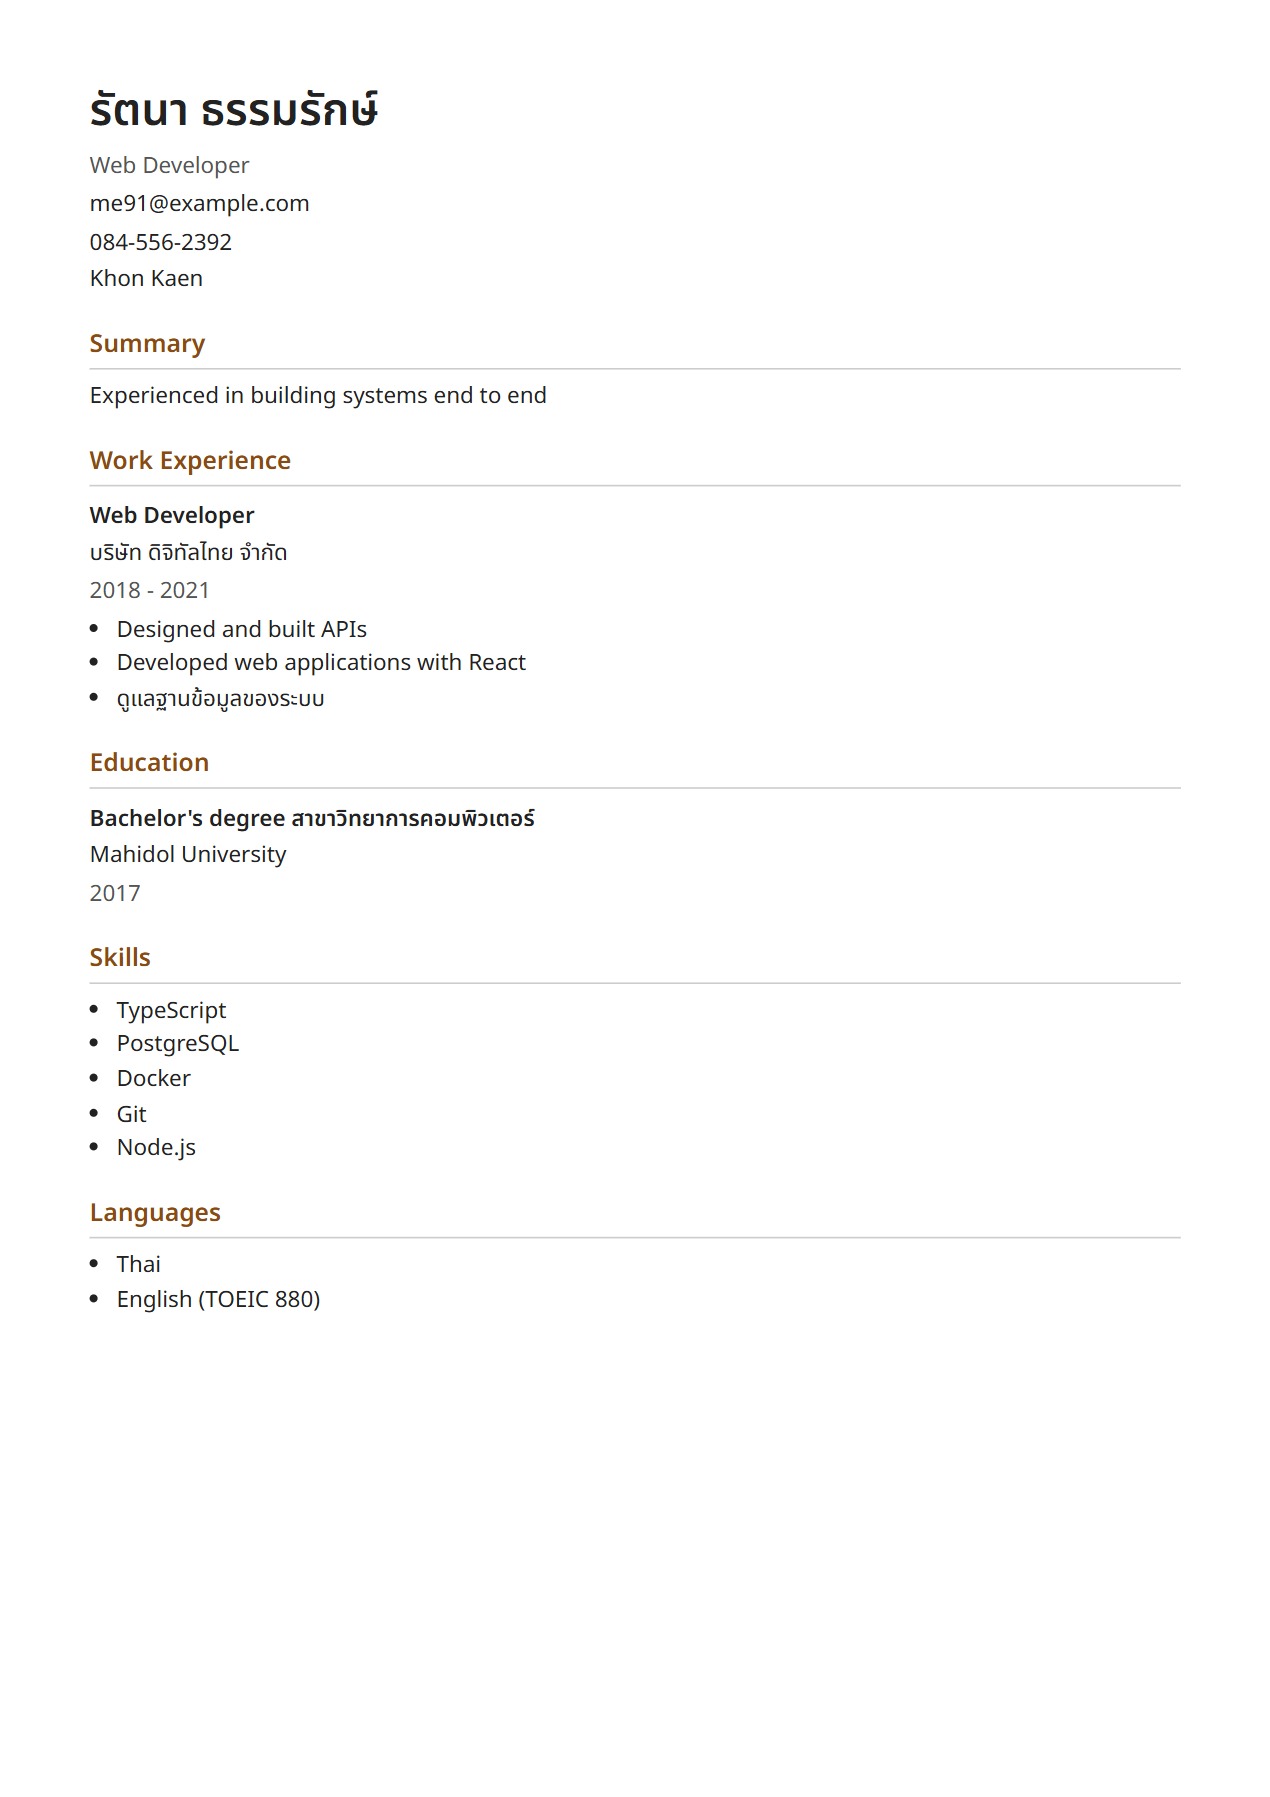 รัตนา ธรรมรักษ์
Web Developer
me91@example.com
084-556-2392
Khon Kaen
Summary
Experienced in building systems end to end
Work Experience
Web Developer
บริษัท ดิจิทัลไทย จำกัด
2018 - 2021
• Designed and built APIs
• Developed web applications with React
• ดูแลฐานข้อมูลของระบบ
Education
Bachelor's degree สาขาวิทยาการคอมพิวเตอร์
Mahidol University
2017
Skills
• TypeScript
• PostgreSQL
• Docker
• Git
• Node.js
Languages
• Thai
• English (TOEIC 880)